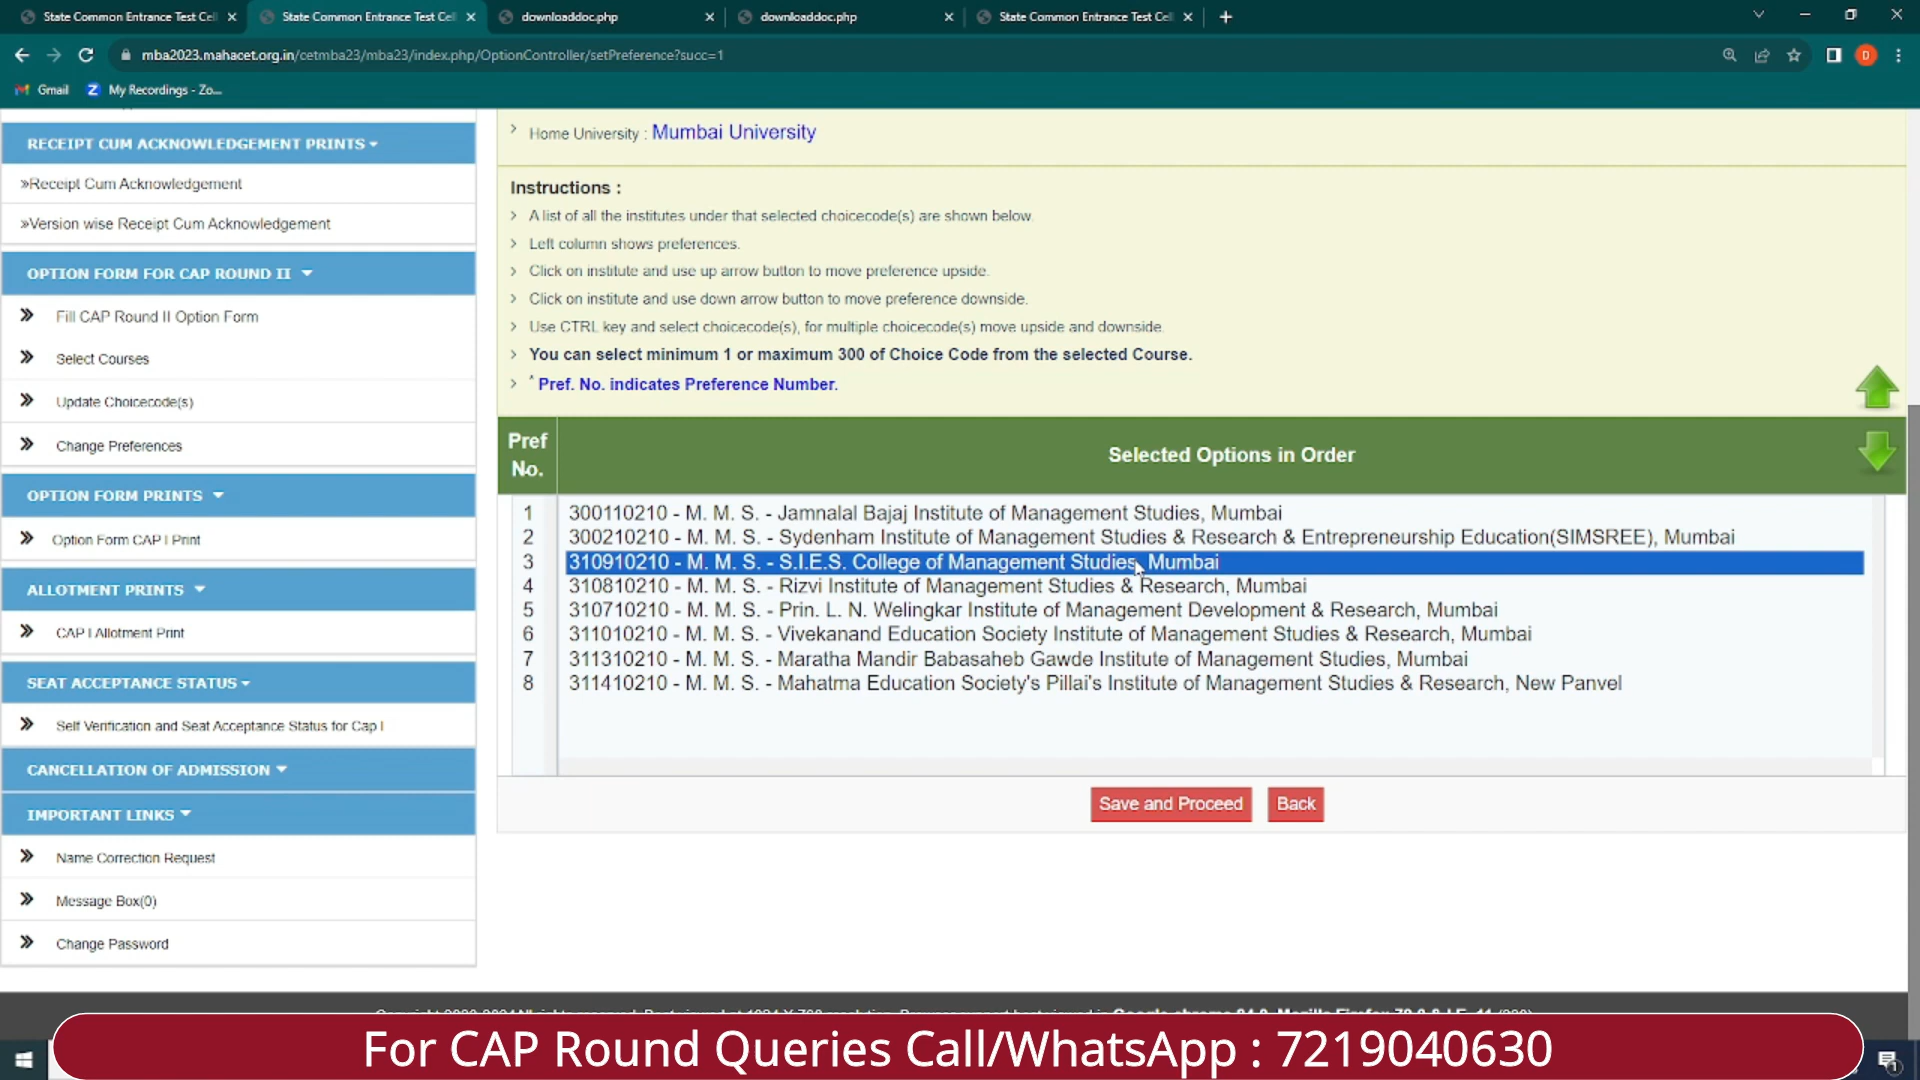 State Common Entrance Test Cell
State Common Entrance Test Cel
downloaddoc.php
downloaddoc.php
State Common Entrance Test Cel
mba2023.mahacet.org.in/cetmba23/mba23/index.php/OptionController/setPreference?succ=1
D
Gmail
Z My Recordings - Zo...
RECEIPT CUM ACKNOWLEDGEMENT PRINTS
»Receipt Cum Acknowledgement
»Version wise Receipt Cum Acknowledgement
OPTION FORM FOR CAP ROUND II
Fill CAP Round II Option Form
Select Courses
Update Choicecode(s)
Change Preferences
OPTION FORM PRINTS
Option Form CAP I Print
ALLOTMENT PRINTS
CAP I Allotment Print
SEAT ACCEPTANCE STATUS
Self Verification and Seat Acceptance Status for Cap I
CANCELLATION OF ADMISSION
IMPORTANT LINKS
Name Correction Request
Message Box(0)
Change Password
Home University : Mumbai University
Instructions :
A list of all the institutes under that selected choicecode(s) are shown below.
Left column shows preferences.
Click on institute and use up arrow button to move preference upside.
Click on institute and use down arrow button to move preference downside.
Use CTRL key and select choicecode(s), for multiple choicecode(s) move upside and downside.
You can select minimum 1 or maximum 300 of Choice Code from the selected Course.
* Pref. No. indicates Preference Number.
Pref No.
Selected Options in Order
1 300110210 - M. M. S. - Jamnalal Bajaj Institute of Management Studies, Mumbai
2 300210210 - M. M. S. - Sydenham Institute of Management Studies & Research & Entrepreneurship Education(SIMSREE), Mumbai
3 310910210 - M. M. S. - S.I.E.S. College of Management Studies, Mumbai
4 310810210 - M. M. S. - Rizvi Institute of Management Studies & Research, Mumbai
5 310710210 - M. M. S. - Prin. L. N. Welingkar Institute of Management Development & Research, Mumbai
6 311010210 - M. M. S. - Vivekanand Education Society Institute of Management Studies & Research, Mumbai
7 311310210 - M. M. S. - Maratha Mandir Babasaheb Gawde Institute of Management Studies, Mumbai
8 311410210 - M. M. S. - Mahatma Education Society's Pillai's Institute of Management Studies & Research, New Panvel
Save and Proceed
Back
For CAP Round Queries Call/WhatsApp : 7219040630